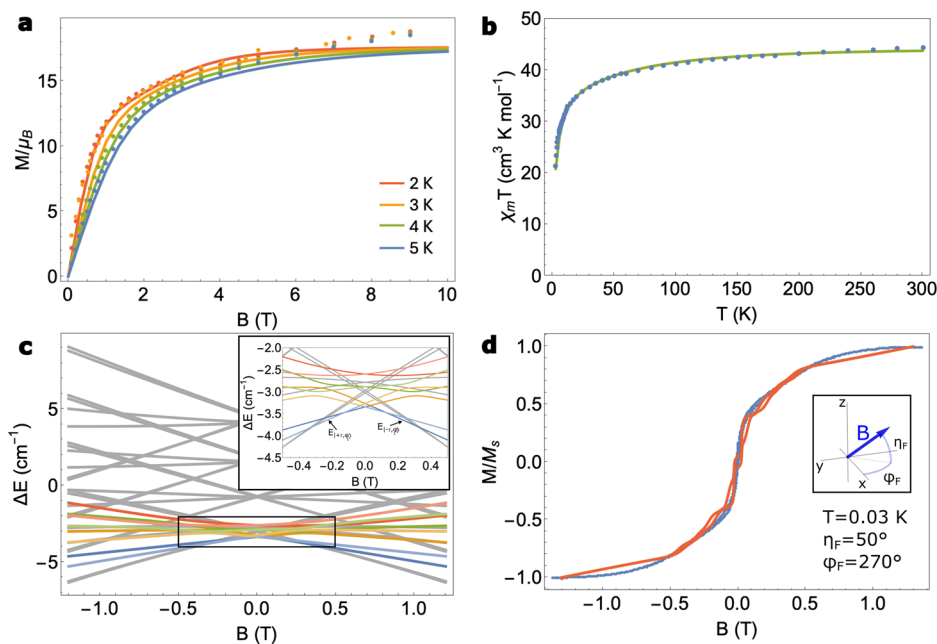 a
M/μB
15
10
5
0
2 K
3 K
4 K
5 K
0 2 4 6 8 10
B (T)
b
χmT (cm³ K mol⁻¹)
50
40
30
20
10
0
0 50 100 150 200 250 300
T (K)
c
ΔE (cm⁻¹)
5
0
−5
−1.0 −0.5 0.0 0.5 1.0
B (T)
ΔE (cm⁻¹)
−2.0
−2.5
−3.0
−3.5
−4.0
−4.5
−0.4 −0.2 0.0 0.2 0.4
B (T)
d
M/Ms
1.0
0.5
0.0
−0.5
−1.0
−1.0 −0.5 0.0 0.5 1.0
B (T)
z
B
ηF
y
x
φF
T=0.03 K
ηF=50°
φF=270°